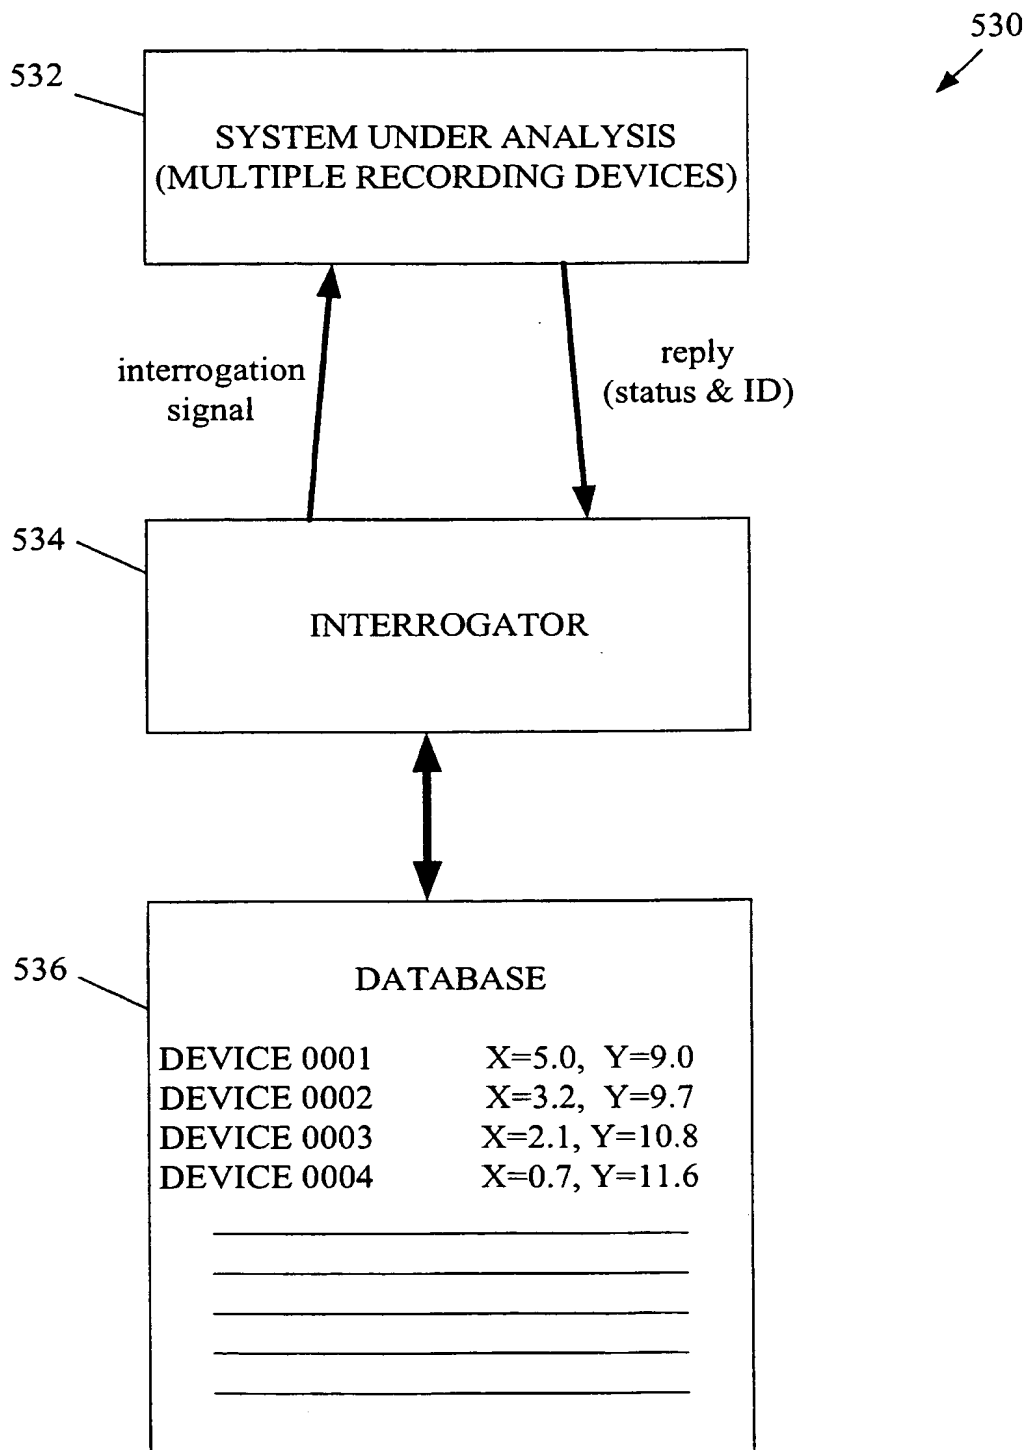 530
532
SYSTEM UNDER ANALYSIS
(MULTIPLE RECORDING DEVICES)
interrogation
signal
reply
(status & ID)
534
INTERROGATOR
536
DATABASE
DEVICE 0001 X=5.0, Y=9.0
DEVICE 0002 X=3.2, Y=9.7
DEVICE 0003 X=2.1, Y=10.8
DEVICE 0004 X=0.7, Y=11.6